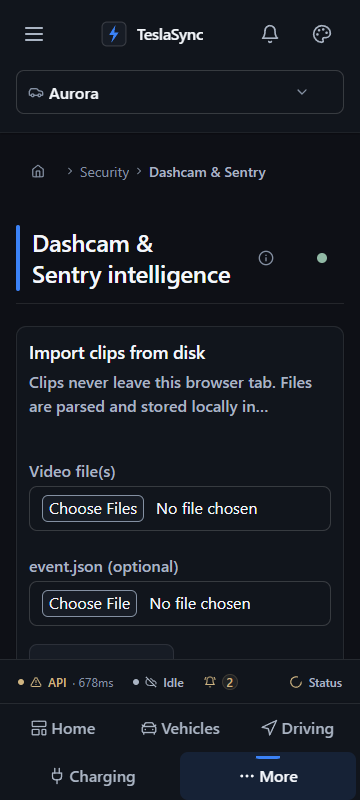 TeslaSync
Aurora
Security
Dashcam & Sentry
Dashcam &
Sentry intelligence
Import clips from disk
Clips never leave this browser tab. Files
are parsed and stored locally in...
Video file(s)
Choose Files No file chosen
event.json (optional)
Choose File No file chosen
API · 678ms Idle 2 Status
Home Vehicles Driving
Charging More